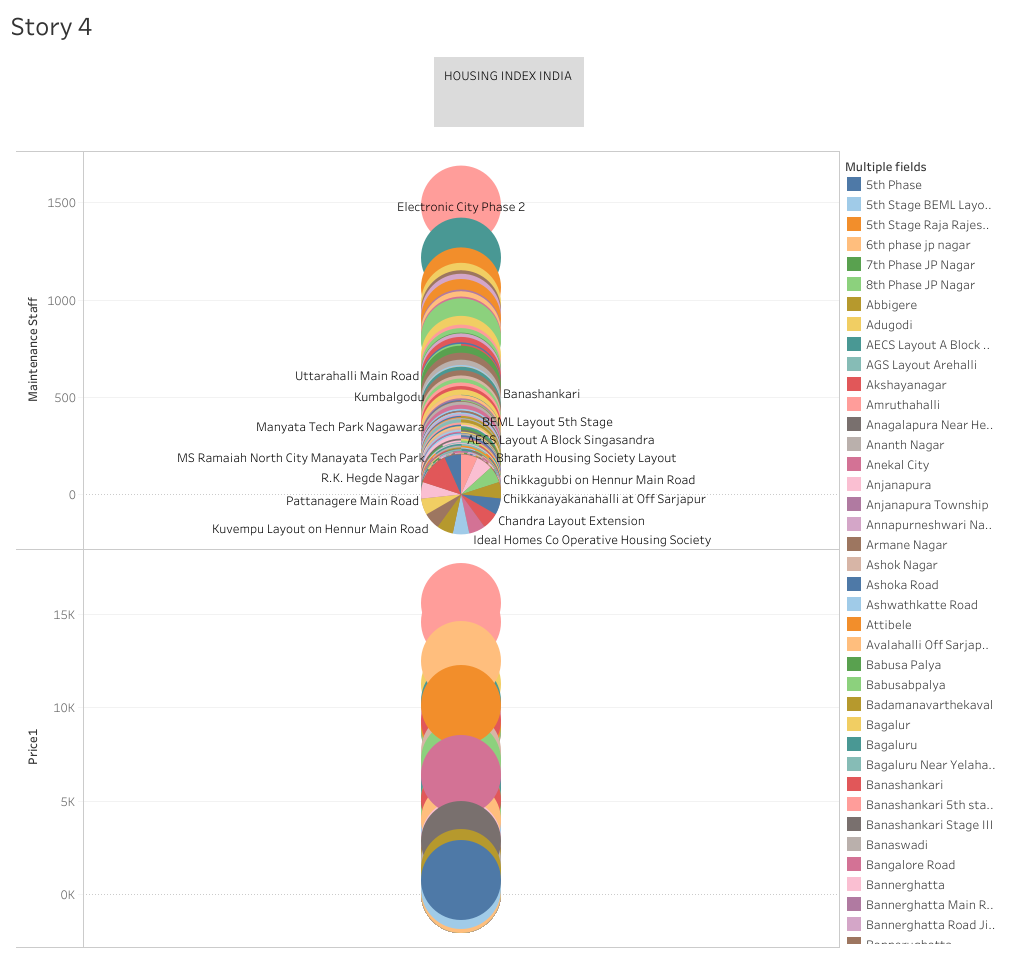 Story 4
HOUSING INDEX INDIA
Maintenance Staff
1500
1000
500
0
Electronic City Phase 2
Uttarahalli Main Road
Banashankari
Kumbalgodu
BEML Layout 5th Stage
Manyata Tech Park Nagawara
AECS Layout A Block Singasandra
MS Ramaiah North City Manayata Tech Park
Bharath Housing Society Layout
R.K. Hegde Nagar
Chikkagubbi on Hennur Main Road
Pattanagere Main Road
Chikkanayakanahalli at Off Sarjapur
Chandra Layout Extension
Kuvempu Layout on Hennur Main Road
Ideal Homes Co Operative Housing Society
Price1
15K
10K
5K
0K
Multiple fields
5th Phase
5th Stage BEML Layo..
5th Stage Raja Rajes..
6th phase jp nagar
7th Phase JP Nagar
8th Phase JP Nagar
Abbigere
Adugodi
AECS Layout A Block ..
AGS Layout Arehalli
Akshayanagar
Amruthahalli
Anagalapura Near He..
Ananth Nagar
Anekal City
Anjanapura
Anjanapura Township
Annapurneshwari Na..
Armane Nagar
Ashok Nagar
Ashoka Road
Ashwathkatte Road
Attibele
Avalahalli Off Sarjap..
Babusa Palya
Babusabpalya
Badamanavarthekaval
Bagalur
Bagaluru
Bagaluru Near Yelaha..
Banashankari
Banashankari 5th sta..
Banashankari Stage III
Banaswadi
Bangalore Road
Bannerghatta
Bannerghatta Main R..
Bannerghatta Road Ji..